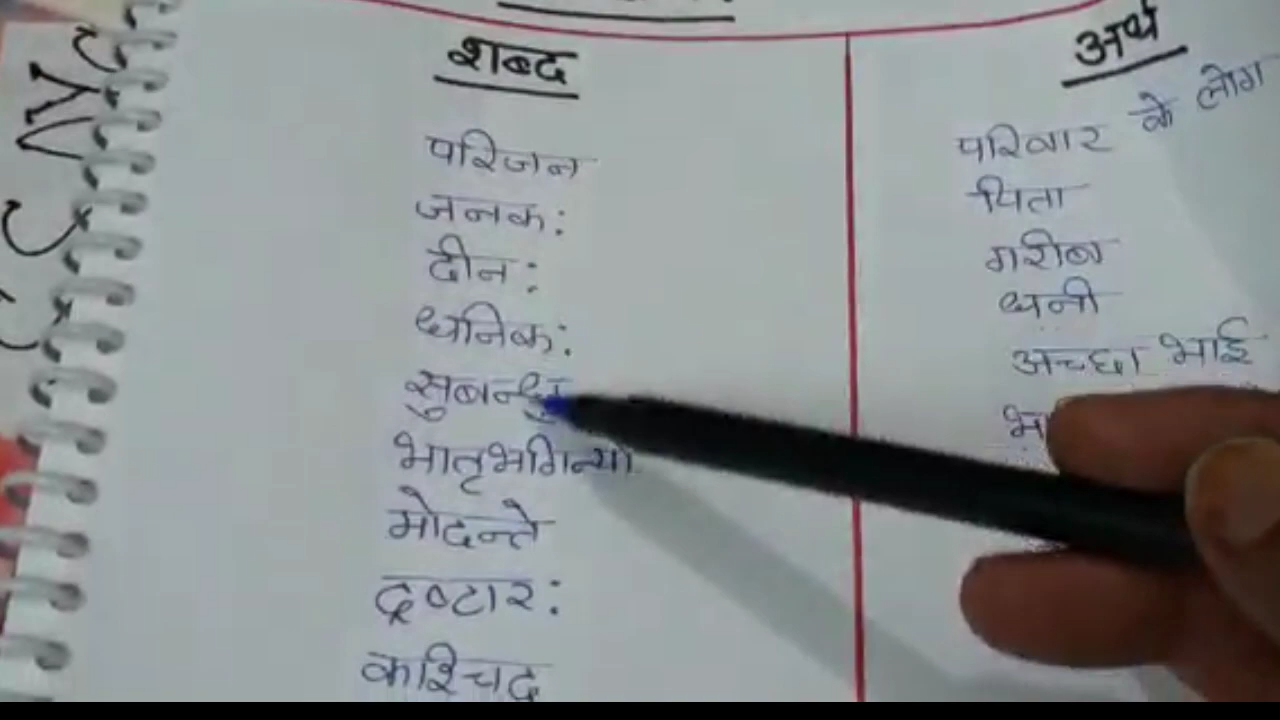 शब्द अर्थ
परिजन परिवार के लोग
जनक: पिता
दीन: गरीब
धनिक: धनी
सुबन्धु अच्छा भाई
भातृभगिन्यो
मोदन्ते
द्रष्टार:
कश्चिद